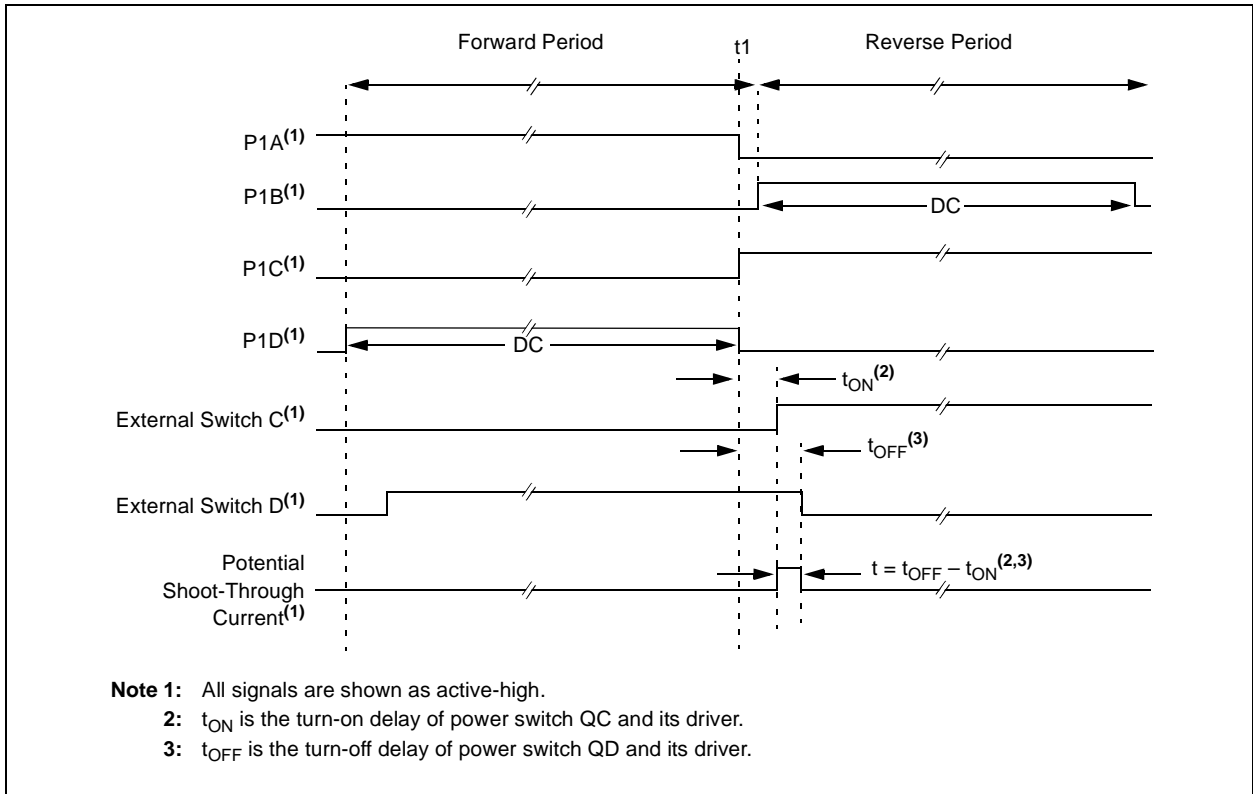 Forward Period
t1
Reverse Period
P1A(1)
P1B(1)
DC
P1C(1)
P1D(1)
DC
tON(2)
External Switch C(1)
tOFF(3)
External Switch D(1)
Potential
Shoot-Through
Current(1)
t = tOFF – tON(2,3)
Note 1: All signals are shown as active-high.
2: tON is the turn-on delay of power switch QC and its driver.
3: tOFF is the turn-off delay of power switch QD and its driver.